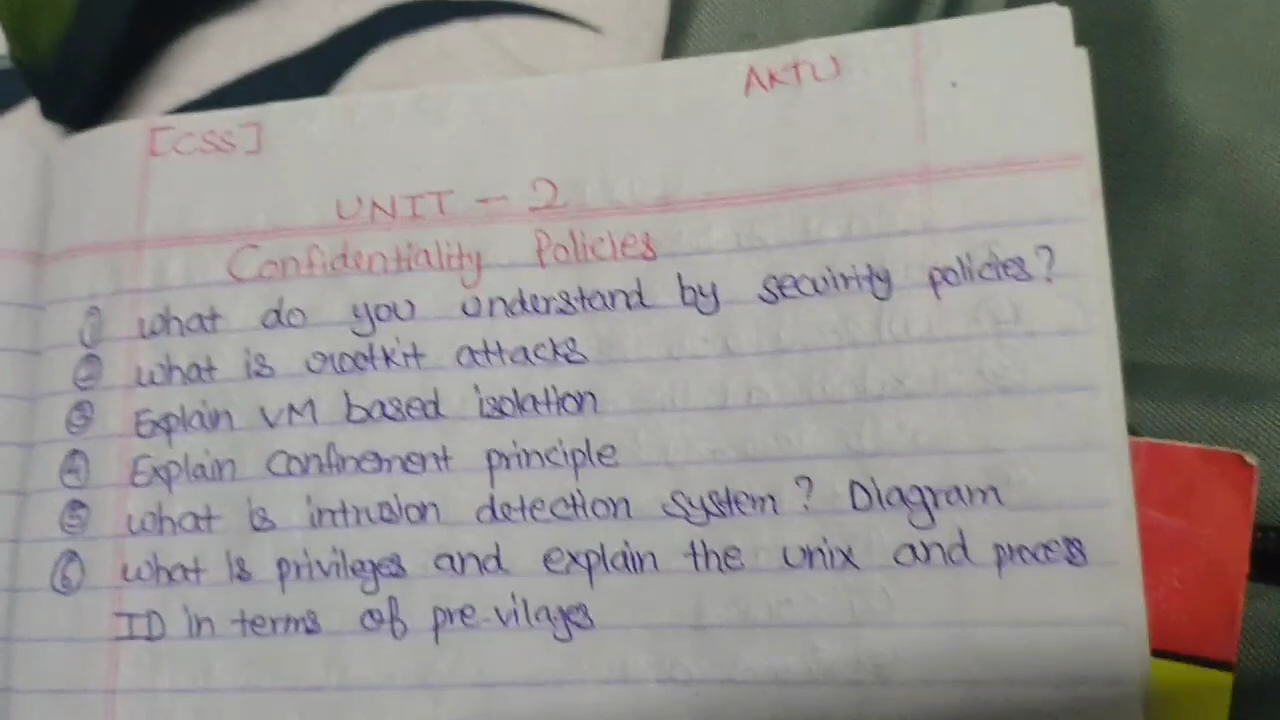 AKTU
[CSS]
UNIT - 2
Confidentiality Policies
① what do you understand by secuirity policies?
② what is rootkit attacks
③ Explain VM based isolation
④ Explain confinement principle
⑤ what is intrusion detection system? Diagram
⑥ what is privileges and explain the unix and process
ID in terms of pre-vilages